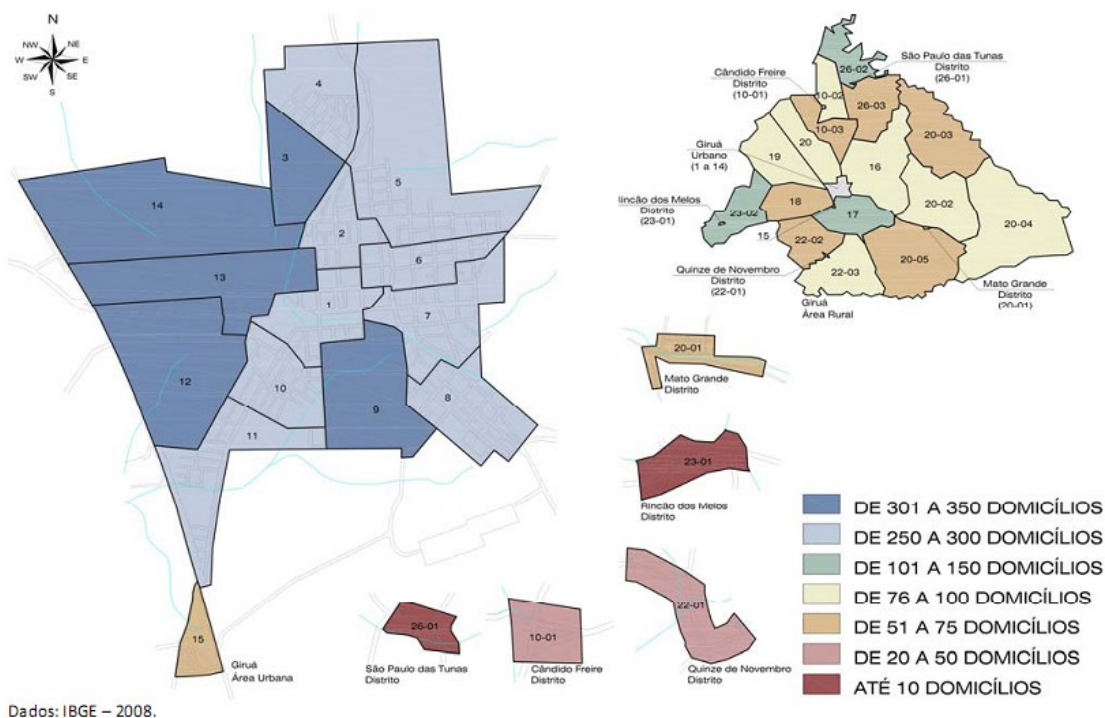 N
NW
NE
W
E
SW
SE
S
4
3
5
14
2
6
13
1
7
12
10
9
8
11
15
Giruá
Área Urbana
26-02
São Paulo das Tunas
Distrito
(26-01)
Cândido Freire
Distrito
(10-01)
10-02
26-03
10-03
20-03
Giruá
Urbano
(1 a 14)
20
19
16
18
20-02
Rincão dos Melos
Distrito
(23-01)
23-02
17
20-04
15
22-02
20-05
Quinze de Novembro
Distrito
(22-01)
22-03
Mato Grande
Distrito
(20-01)
Giruá
Área Rural
20-01
Mato Grande
Distrito
23-01
Rincão dos Melos
Distrito
26-01
São Paulo das Tunas
Distrito
10-01
Cândido Freire
Distrito
22-01
Quinze de Novembro
Distrito
DE 301 A 350 DOMICÍLIOS
DE 250 A 300 DOMICÍLIOS
DE 101 A 150 DOMICÍLIOS
DE 76 A 100 DOMICÍLIOS
DE 51 A 75 DOMICÍLIOS
DE 20 A 50 DOMICÍLIOS
ATÉ 10 DOMICÍLIOS
Dados: IBGE – 2008.